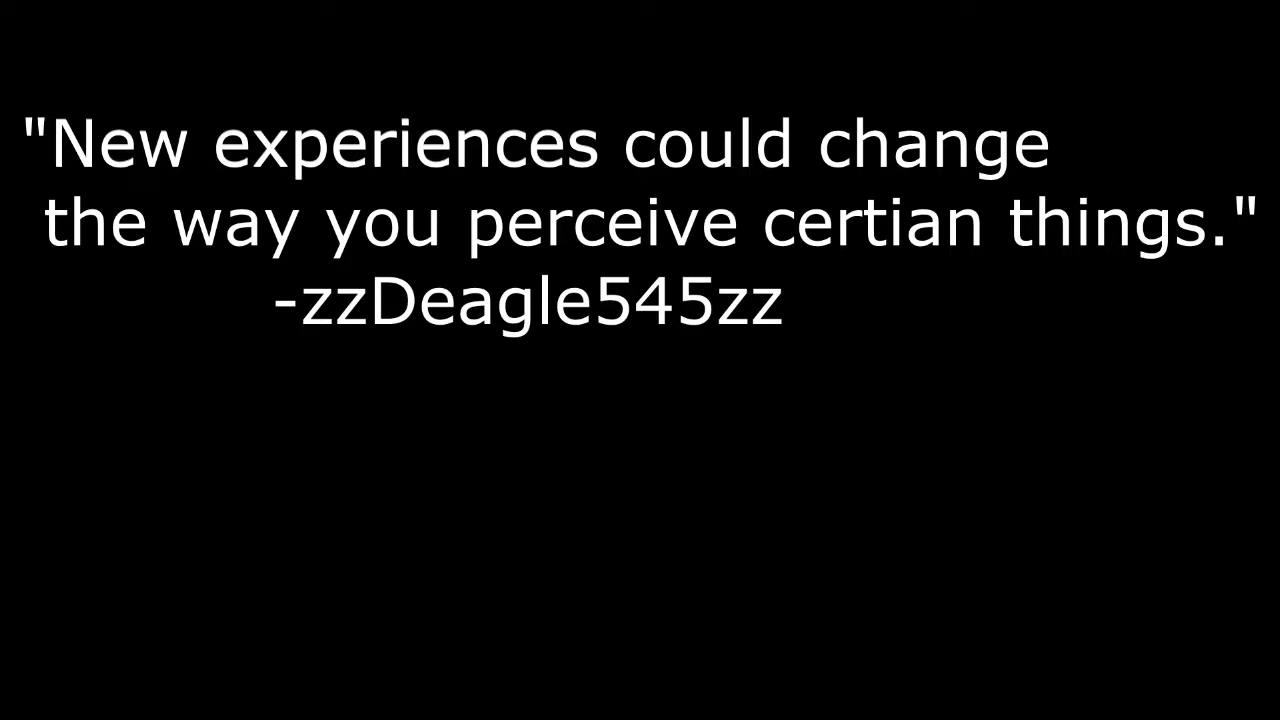 "New experiences could change
the way you perceive certian things."
-zzDeagle545zz